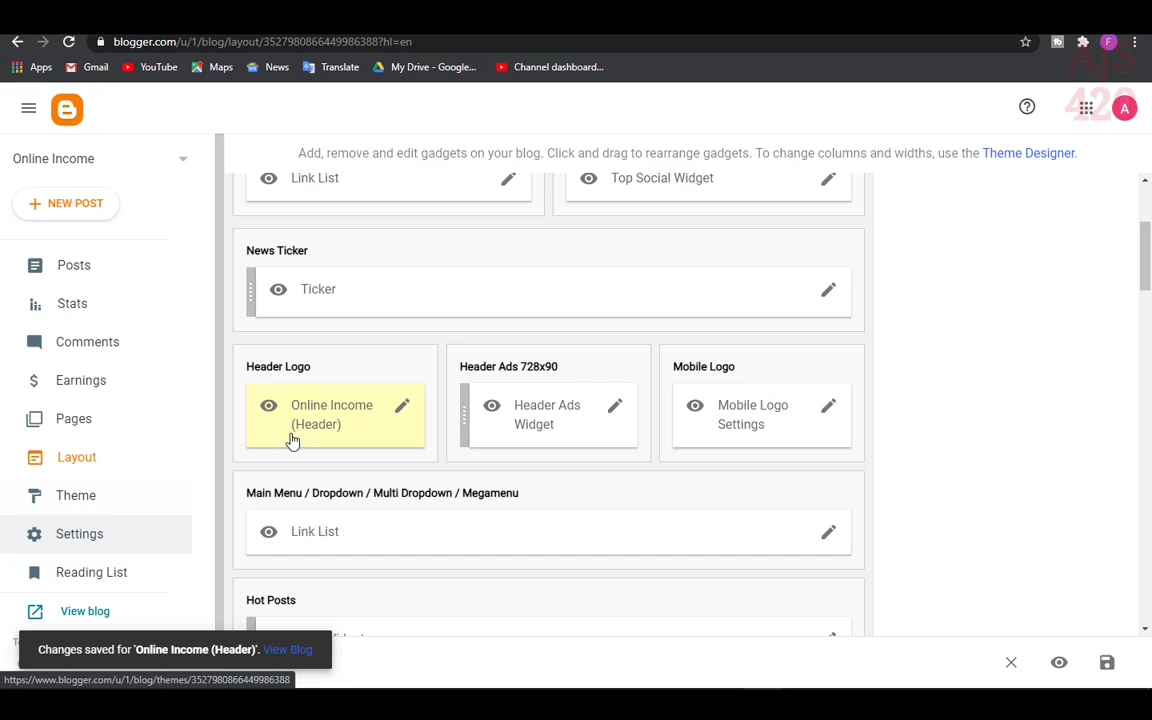 blogger.com/u/1/blog/layout/3527980866449986388?hl=en
F
Apps
Gmail
YouTube
Maps
News
Translate
My Drive - Google...
Channel dashboard...
AJS
420
A
Online Income
Add, remove and edit gadgets on your blog. Click and drag to rearrange gadgets. To change columns and widths, use the Theme Designer.
Link List
Top Social Widget
+ NEW POST
News Ticker
Posts
Ticker
Stats
Comments
Header Logo
Header Ads 728x90
Mobile Logo
Earnings
Online Income
(Header)
Header Ads
Widget
Mobile Logo
Settings
Pages
Layout
Theme
Main Menu / Dropdown / Multi Dropdown / Megamenu
Settings
Link List
Reading List
Hot Posts
View blog
Changes saved for 'Online Income (Header)'. View Blog
https://www.blogger.com/u/1/blog/themes/3527980866449986388